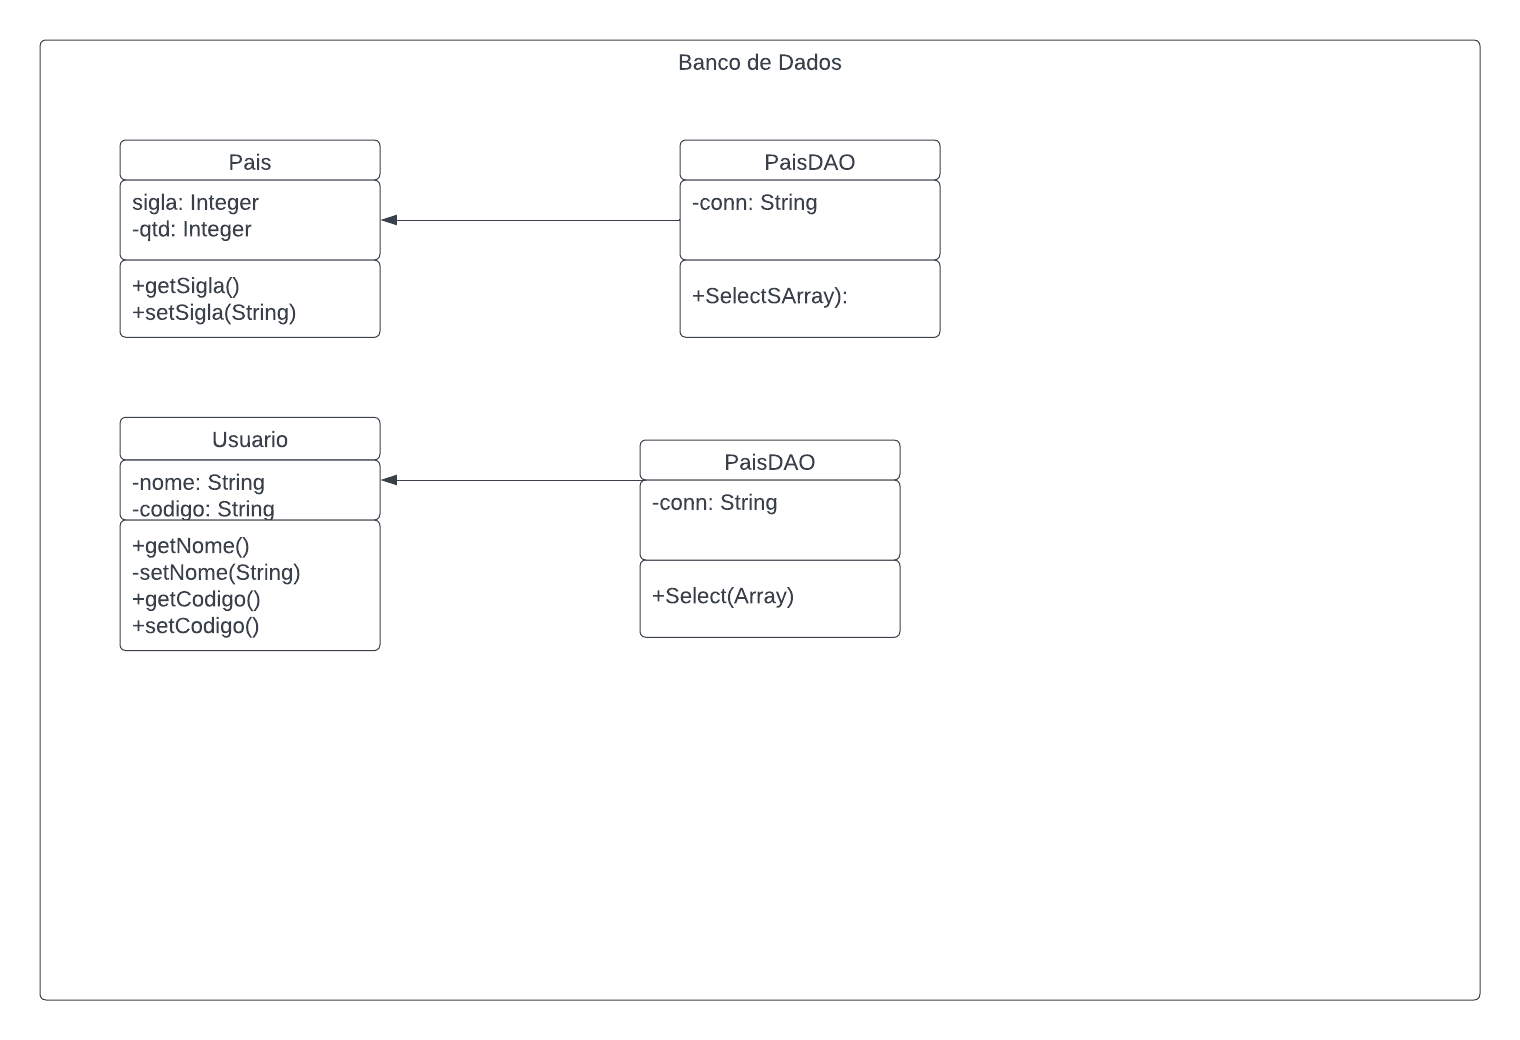 Banco de Dados
Pais
sigla: Integer
-qtd: Integer
+getSigla()
+setSigla(String)
PaisDAO
-conn: String
+SelectSArray):
Usuario
-nome: String
-codigo: String
+getNome()
-setNome(String)
+getCodigo()
+setCodigo()
PaisDAO
-conn: String
+Select(Array)